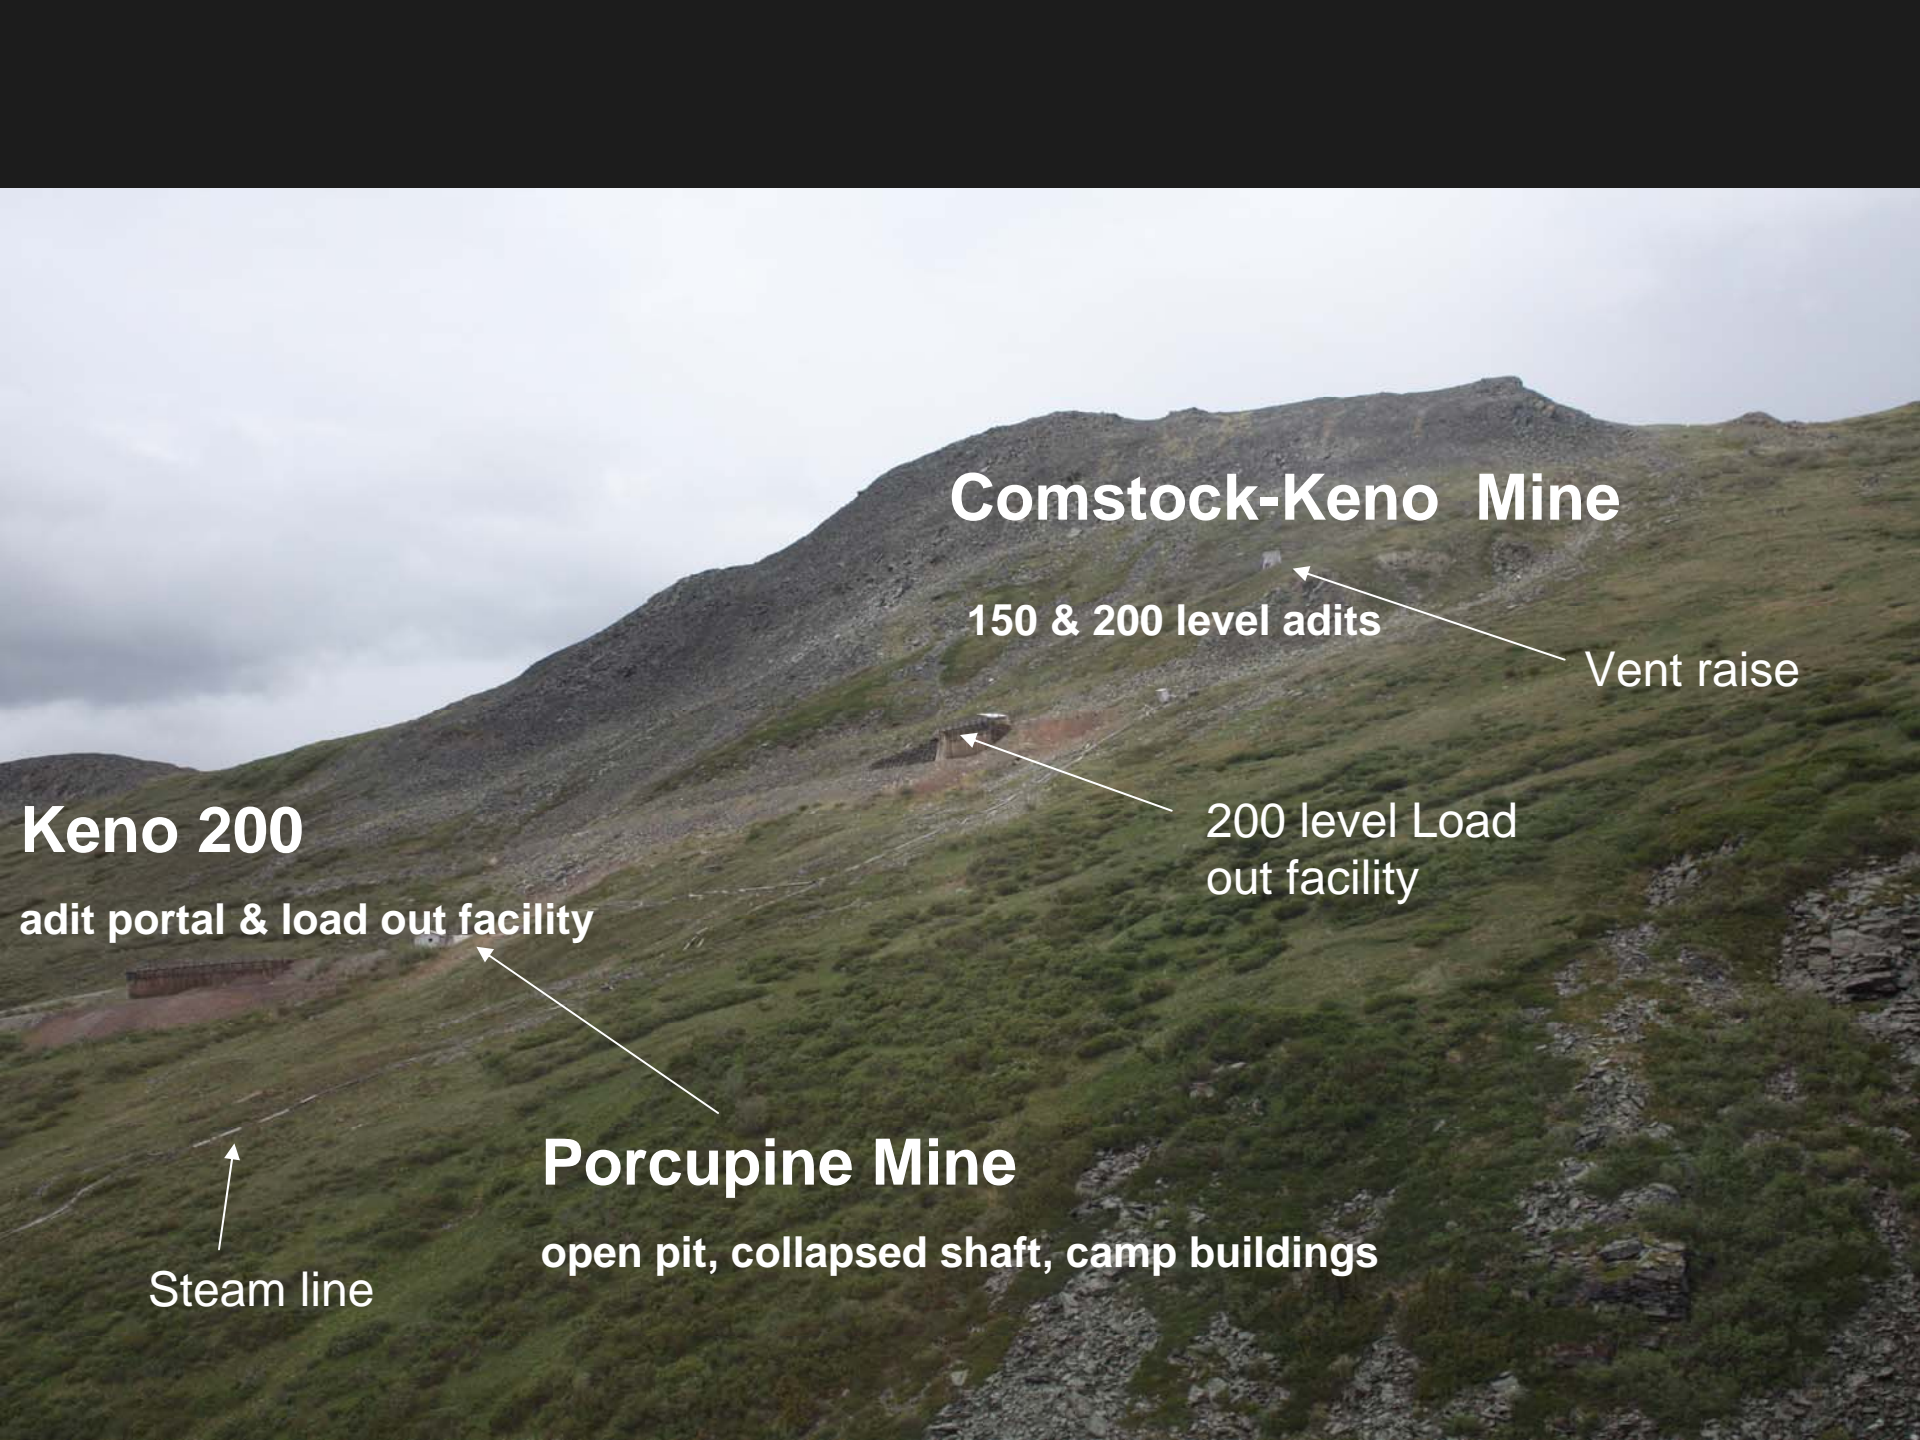 Comstock-Keno  Mine
150 & 200 level adits
Vent raise
200 level Load
out facility
Keno 200
adit portal & load out facility
Porcupine Mine
open pit, collapsed shaft, camp buildings
Steam line